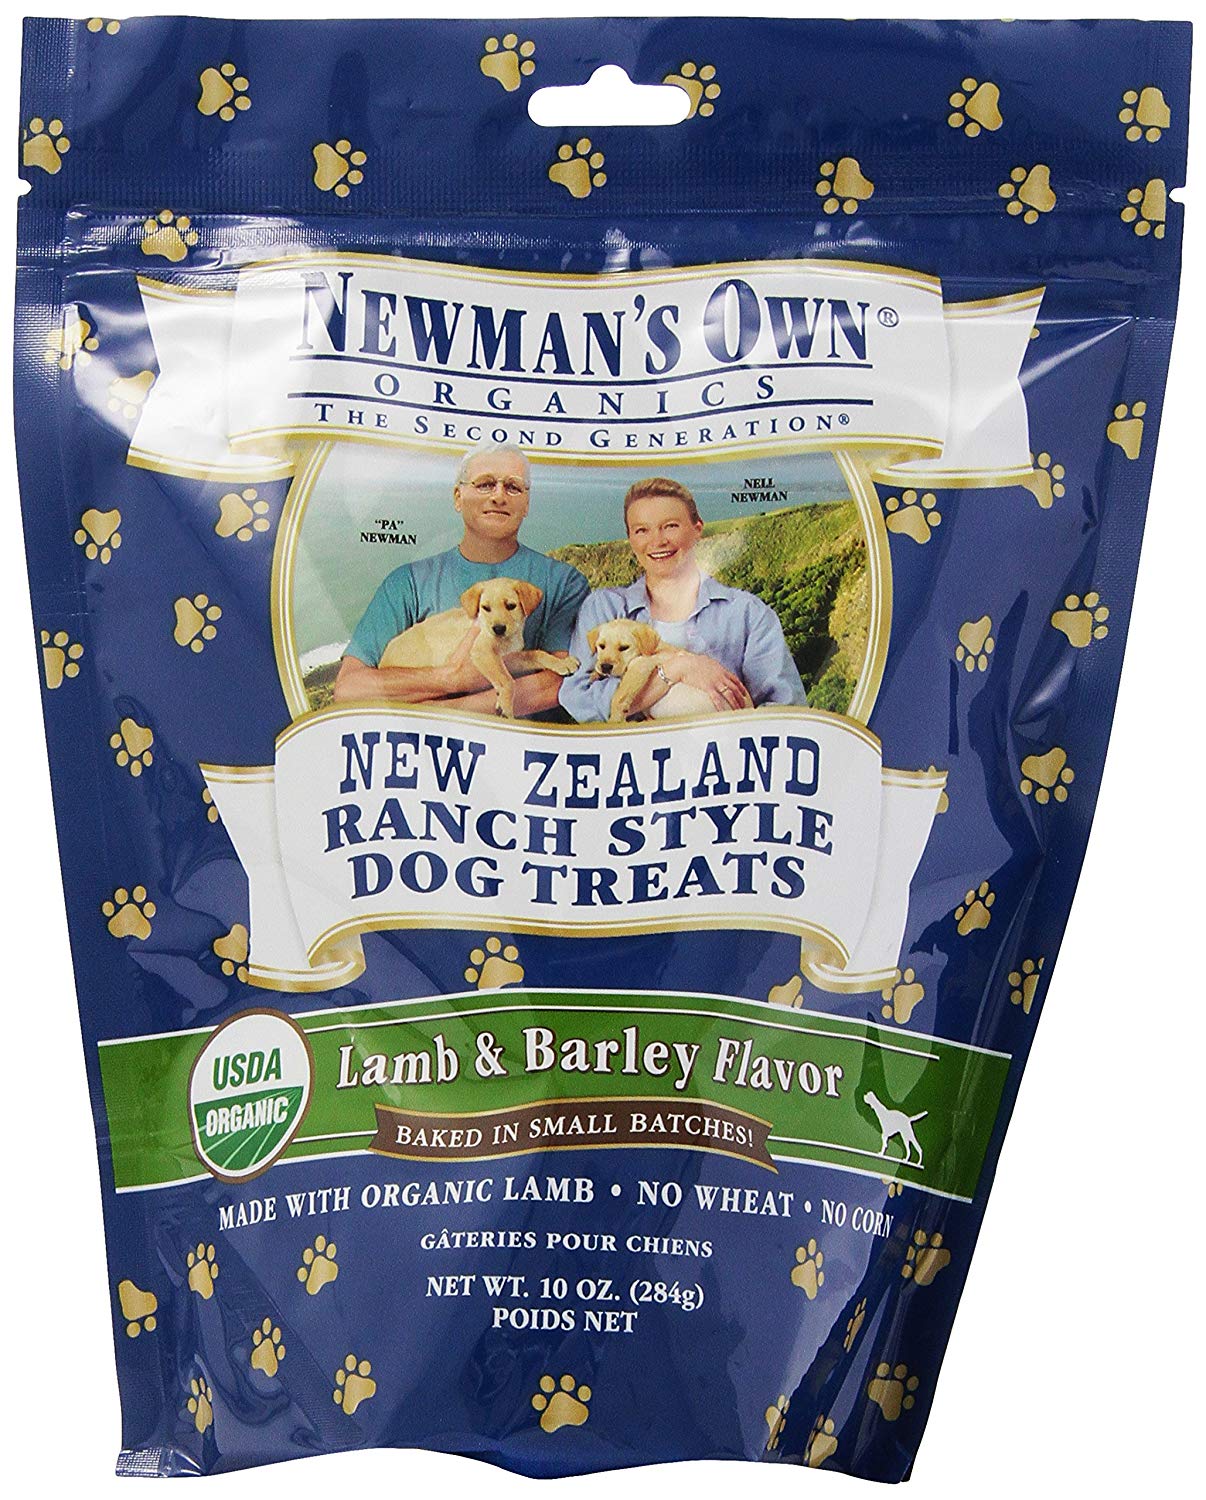 NEWMAN'S OWN®
ORGANICS
THE SECOND GENERATION®
"PA"
NEWMAN
NELL
NEWMAN
NEW ZEALAND
RANCH STYLE
DOG TREATS
USDA
ORGANIC
Lamb & Barley Flavor
BAKED IN SMALL BATCHES!
MADE WITH ORGANIC LAMB • NO WHEAT • NO CORN
GÂTERIES POUR CHIENS
NET WT. 10 OZ. (284g)
POIDS NET